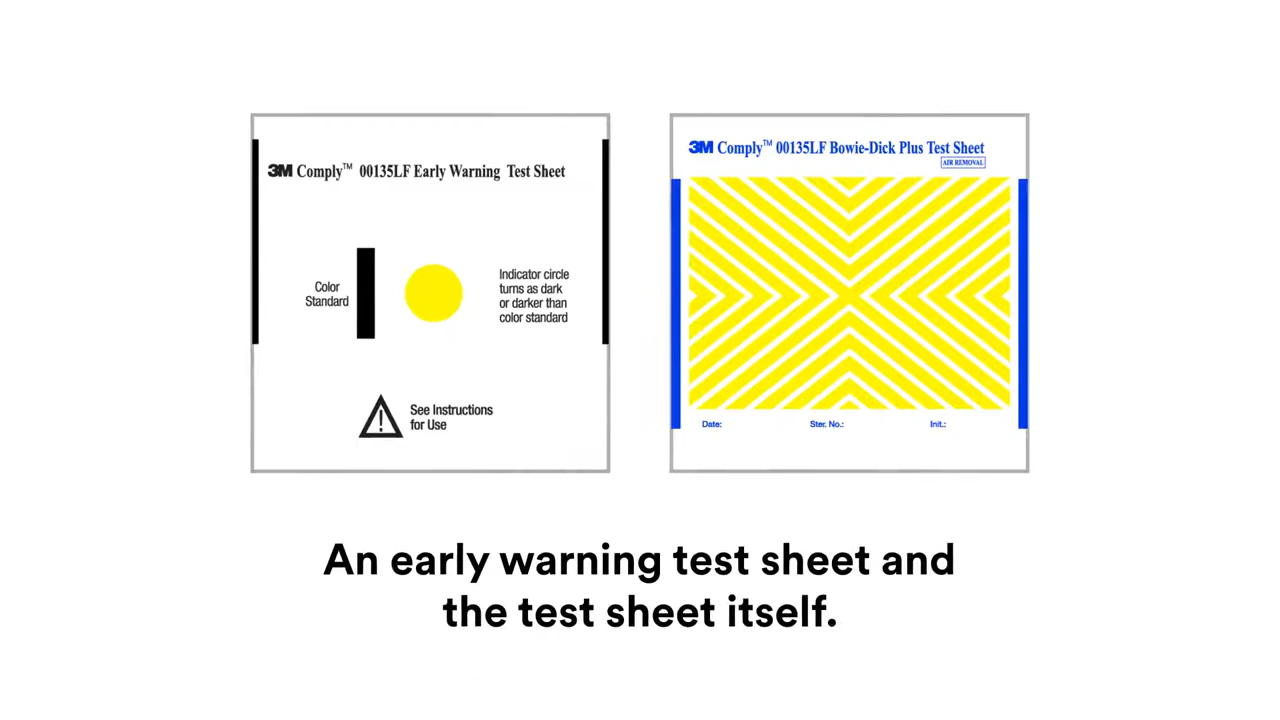 3M Comply™ 00135LF Early Warning Test Sheet
Color
Standard
Indicator circle
turns as dark
or darker than
color standard
See Instructions
for Use
3M Comply™ 00135LF Bowie-Dick Plus Test Sheet
AIR REMOVAL
Date: Ster. No.: Init.:
An early warning test sheet and
the test sheet itself.